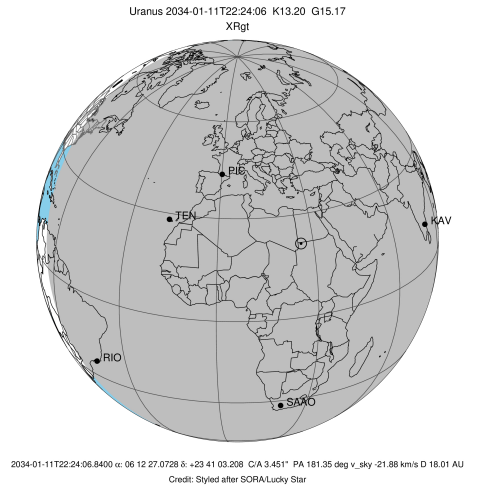 Uranus 2034-01-11T22:24:06 K13.20 G15.17
XRgt
PIC
TEN
KAV
RIO
SAAO
2034-01-11T22:24:06.8400 α: 06 12 27.0728 δ: +23 41 03.208 C/A 3.451" PA 181.35 deg v_sky -21.88 km/s D 18.01 AU
Credit: Styled after SORA/Lucky Star